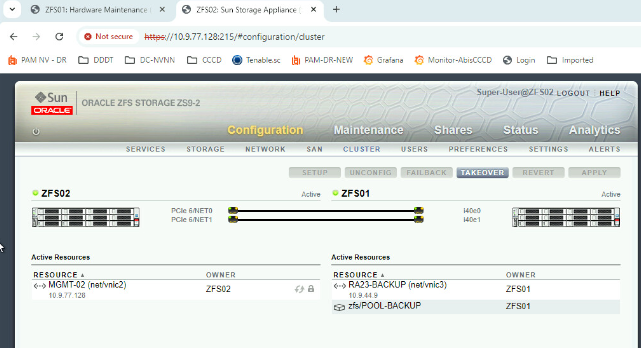 ZFS01: Hardware Maintenance
ZFS02: Sun Storage Appliance (
Not secure
https://10.9.77.128:215/#configuration/cluster
PAM NV - DR
DDDT
DC-NVNN
CCCD
Tenable.sc
PAM-DR-NEW
Grafana
Monitor-AbisCCCD
Login
Imported
Sun
ORACLE
ORACLE ZFS STORAGE ZS9-2
Super-User@ZFS02 LOGOUT HELP
Configuration Maintenance Shares Status Analytics
SERVICES STORAGE NETWORK SAN CLUSTER USERS PREFERENCES SETTINGS ALERTS
SETUP UNCONFIG FAILBACK TAKEOVER REVERT APPLY
ZFS02 Active
ZFS01 Active
PCIe 6/NET0 i40e0
PCIe 6/NET1 i40e1
Active Resources
RESOURCE ▲ OWNER
MGMT-02 (net/vnic2) ZFS02
10.9.77.128
Active Resources
RESOURCE ▲ OWNER
RA23-BACKUP (net/vnic3) ZFS01
10.9.44.9
zfs/POOL-BACKUP ZFS01